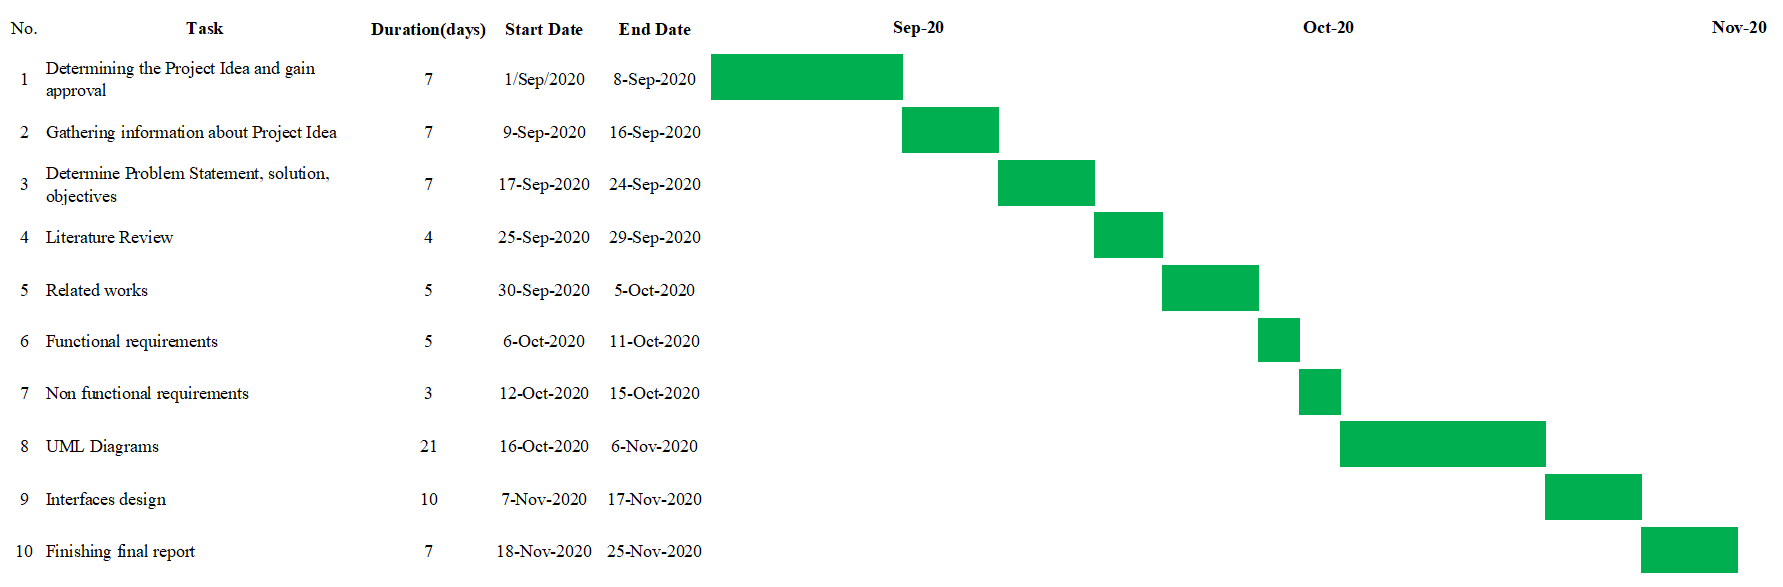 No. Task Duration(days) Start Date End Date Sep-20 Oct-20 Nov-20
1 Determining the Project Idea and gain approval 7 1/Sep/2020 8-Sep-2020
2 Gathering information about Project Idea 7 9-Sep-2020 16-Sep-2020
3 Determine Problem Statement, solution, objectives 7 17-Sep-2020 24-Sep-2020
4 Literature Review 4 25-Sep-2020 29-Sep-2020
5 Related works 5 30-Sep-2020 5-Oct-2020
6 Functional requirements 5 6-Oct-2020 11-Oct-2020
7 Non functional requirements 3 12-Oct-2020 15-Oct-2020
8 UML Diagrams 21 16-Oct-2020 6-Nov-2020
9 Interfaces design 10 7-Nov-2020 17-Nov-2020
10 Finishing final report 7 18-Nov-2020 25-Nov-2020